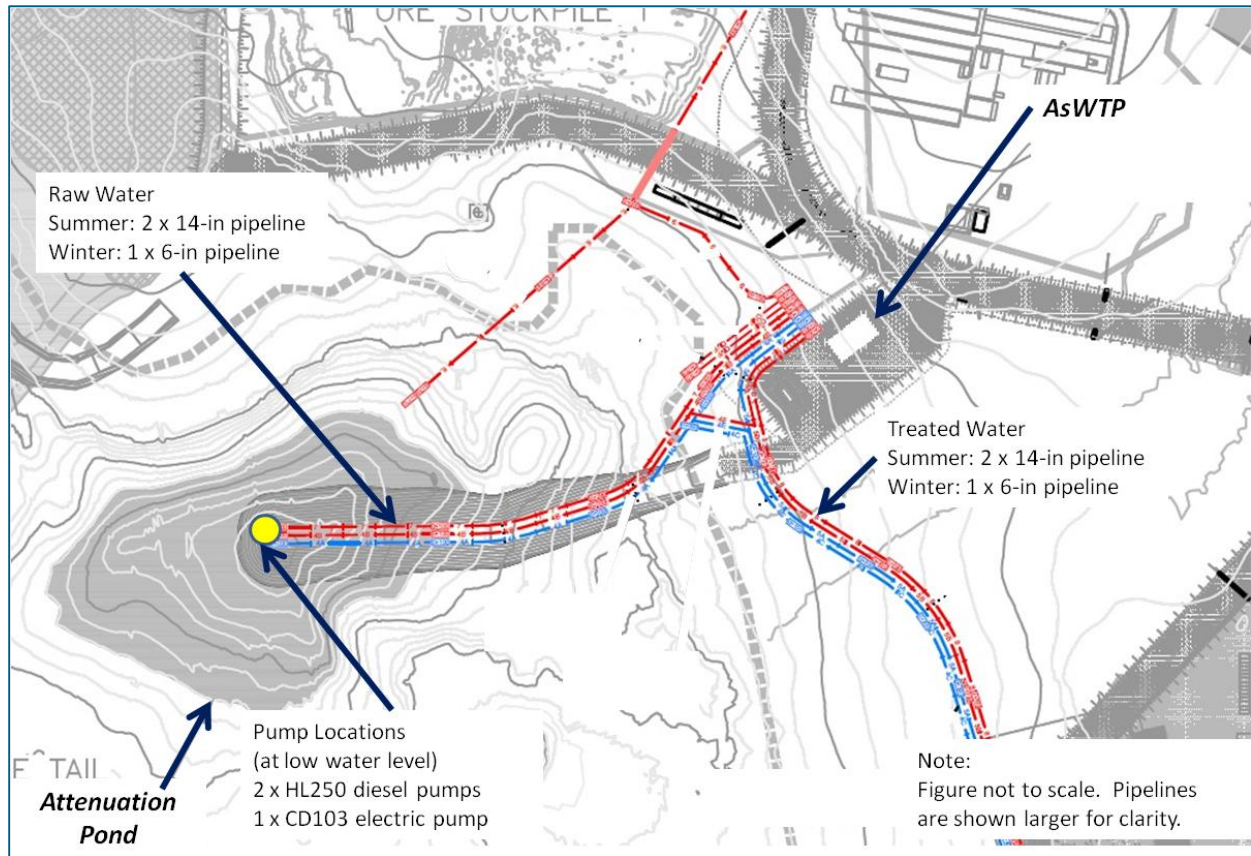 ORE STOCKPILE 1
AsWTP
Raw Water
Summer: 2 x 14-in pipeline
Winter: 1 x 6-in pipeline
Treated Water
Summer: 2 x 14-in pipeline
Winter: 1 x 6-in pipeline
Pump Locations
(at low water level)
2 x HL250 diesel pumps
1 x CD103 electric pump
TAIL
Attenuation
Pond
Note:
Figure not to scale. Pipelines
are shown larger for clarity.